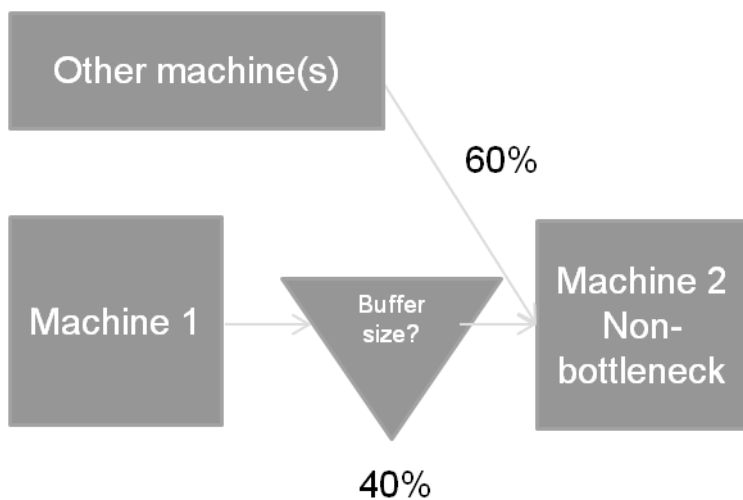 Other machine(s)
60%
Machine 1
Buffer
size?
Machine 2
Non-
bottleneck
40%